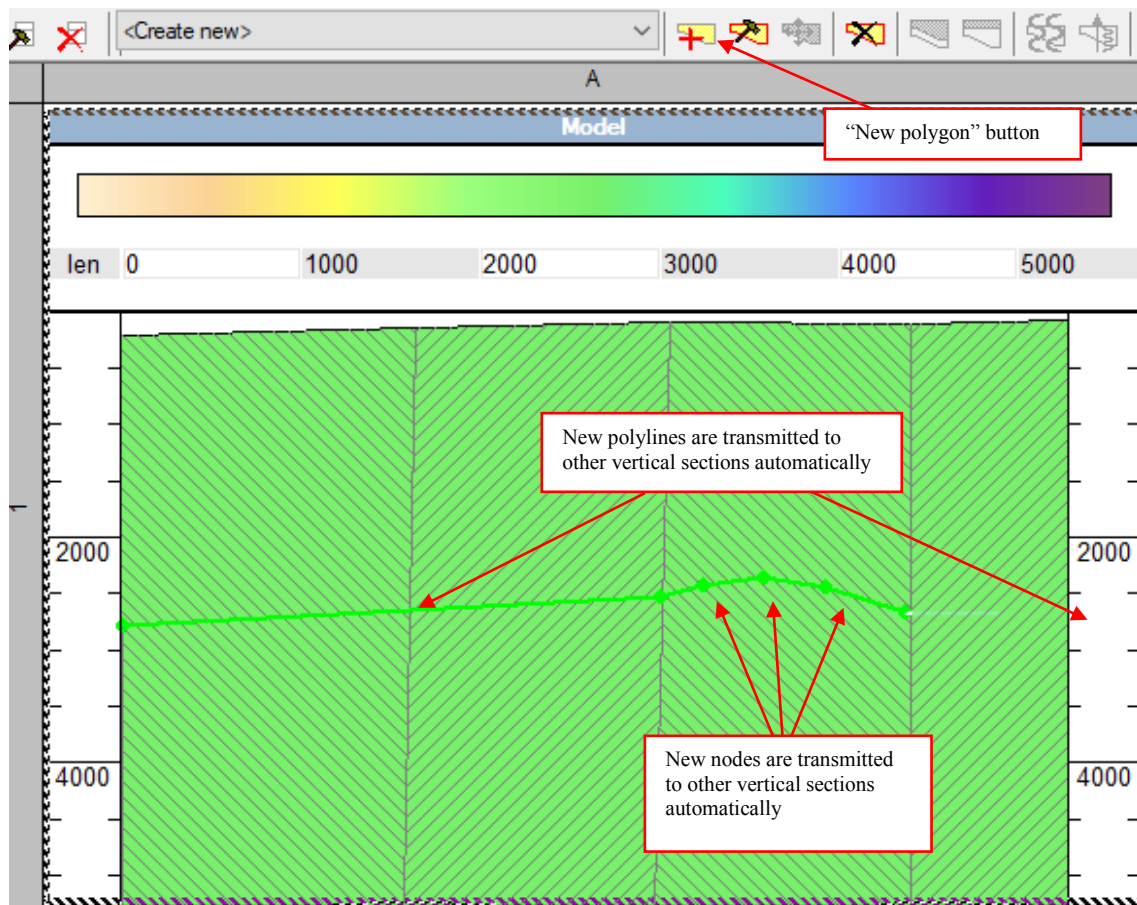 <Create new>
A
Model
“New polygon” button
len 0 1000 2000 3000 4000 5000
New polylines are transmitted to
other vertical sections automatically
1
2000 2000
New nodes are transmitted
to other vertical sections
automatically
4000 4000